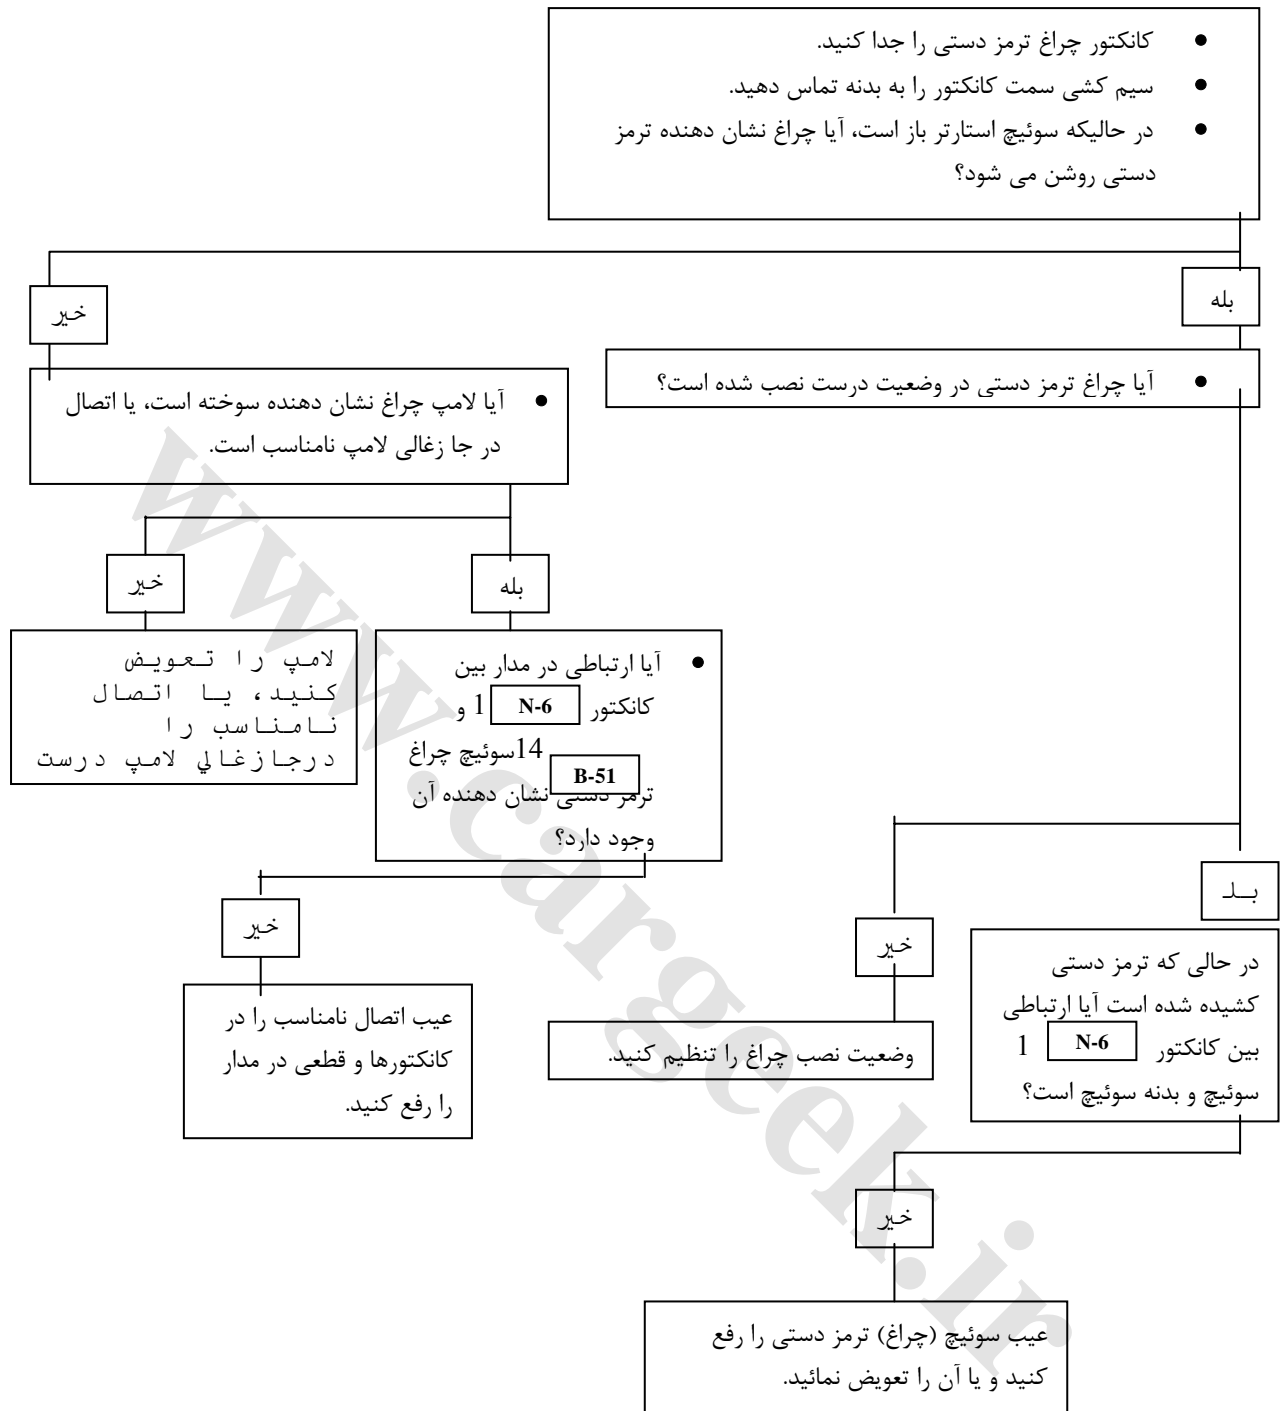 • کانکتور چراغ ترمز دستی را جدا کنید.
• سیم کشی سمت کانکتور را به بدنه تماس دهید.
• در حالیکه سوئیچ استارتر باز است، آیا چراغ نشان دهنده ترمز
دستی روشن می شود؟
بله
خیر
• آیا چراغ ترمز دستی در وضعیت درست نصب شده است؟
• آیا لامپ چراغ نشان دهنده سوخته است، یا اتصال
در جا زغالی لامپ نامناسب است.
بله
خیر
• آیا ارتباطی در مدار بین
کانکتور N-6 1 و
B-51 14سوئیچ چراغ
ترمز دستی نشان دهنده آن
وجود دارد؟
لامپ را تعویض
کنید، یا اتصال
نامناسب را
درجازغالي لامپ درست
بلـ
خیر
خیر
در حالی که ترمز دستی
کشیده شده است آیا ارتباطی
بین کانکتور N-6 1
سوئیچ و بدنه سوئیچ است؟
وضعیت نصب چراغ را تنظیم کنید.
عیب اتصال نامناسب را در
کانکتورها و قطعی در مدار
را رفع کنید.
خیر
عیب سوئیچ (چراغ) ترمز دستی را رفع
کنید و یا آن را تعویض نمائید.
www.cargeek.ir